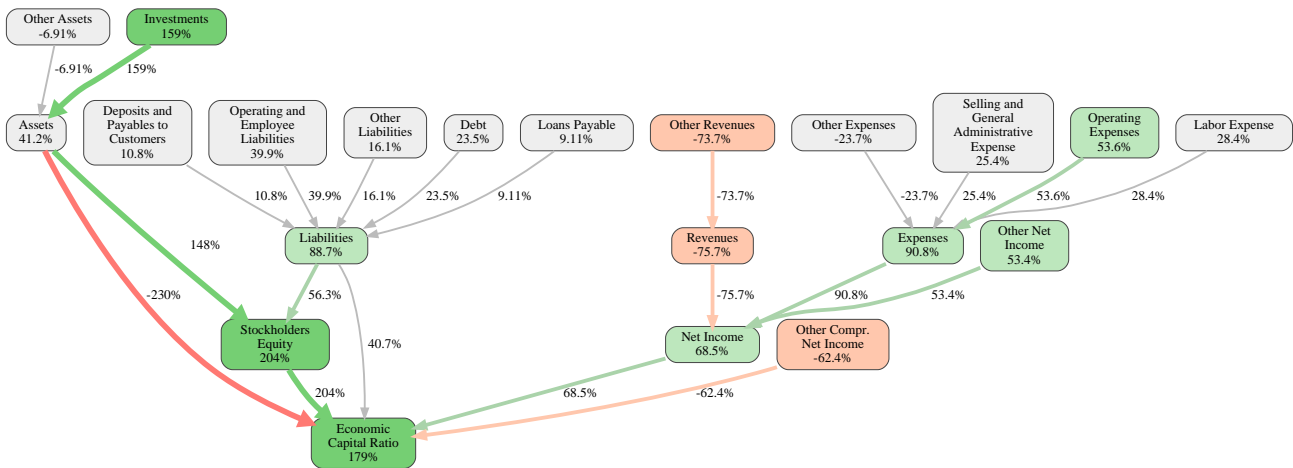 Other Assets
-6.91%
Investments
159%
-6.91%
159%
Assets
41.2%
Deposits and
Payables to
Customers
10.8%
Operating and
Employee
Liabilities
39.9%
Other
Liabilities
16.1%
Debt
23.5%
Loans Payable
9.11%
Other Revenues
-73.7%
Other Expenses
-23.7%
Selling and
General
Administrative
Expense
25.4%
Operating
Expenses
53.6%
Labor Expense
28.4%
10.8%
39.9%
16.1%
23.5%
9.11%
-73.7%
-23.7%
25.4%
53.6%
28.4%
148%
Liabilities
88.7%
Revenues
-75.7%
Expenses
90.8%
Other Net
Income
53.4%
-230%
56.3%
-75.7%
90.8%
53.4%
Stockholders
Equity
204%
40.7%
Net Income
68.5%
Other Compr.
Net Income
-62.4%
204%
68.5%
-62.4%
Economic
Capital Ratio
179%